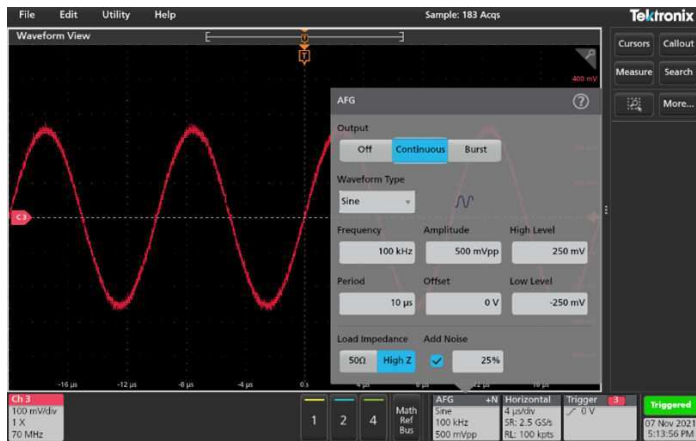 File Edit Utility Help Sample: 183 Acqs Tektronix
Waveform View
U
T
Cursors Callout
400 mV
Measure Search
More...
AFG ?
Output
Off Continuous Burst
Waveform Type
Sine
C 3
Frequency Amplitude High Level
100 kHz 500 mVpp 250 mV
Period Offset Low Level
10 µs 0 V -250 mV
Load Impedance Add Noise
50Ω High Z 25%
-16 µs -12 µs -8 µs -4 µs 0 s
Ch 3
100 mV/div
1 X
70 MHz
1 2 4
Math
Ref
Bus
AFG +N
Sine
100 kHz
500 mVpp
Horizontal
4 µs/div
SR: 2.5 GS/s
RL: 100 kpts
Trigger 3
0 V
Triggered
07 Nov 2021
5:13:56 PM